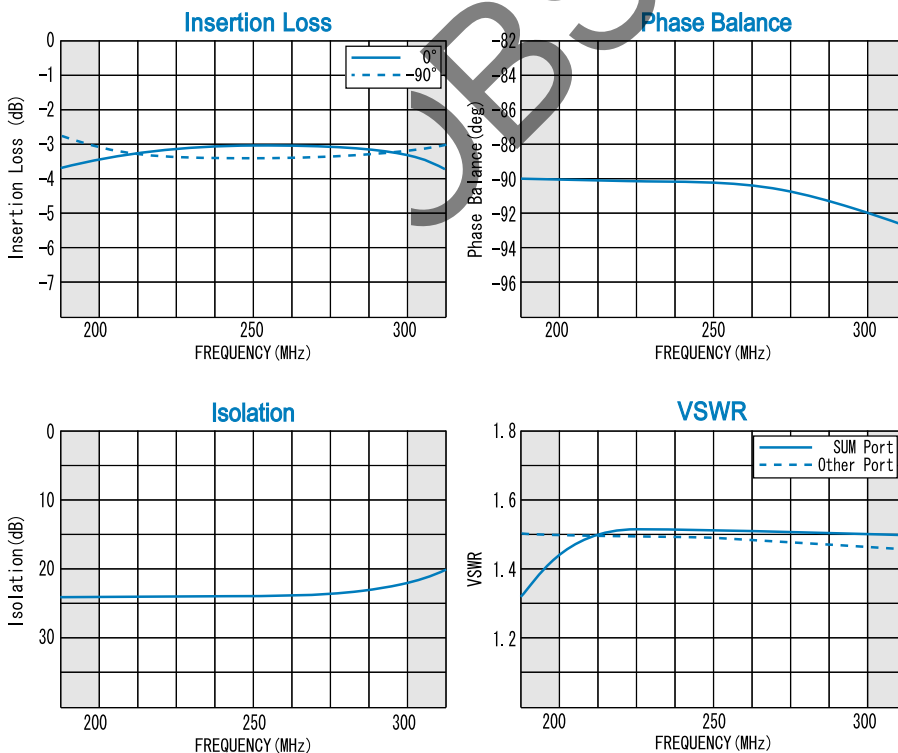 Insertion Loss
0
-1
-2
-3
-4
-5
-6
-7
Insertion Loss (dB)
0°
-90°
200
250
300
FREQUENCY(MHz)
Phase Balance
-82
-84
-86
-88
-90
-92
-94
-96
Phase Balance(deg)
200
250
300
FREQUENCY(MHz)
Isolation
0
10
20
30
Isolation(dB)
200
250
300
FREQUENCY(MHz)
VSWR
1.8
1.6
1.4
1.2
VSWR
SUM Port
Other Port
200
250
300
FREQUENCY(MHz)